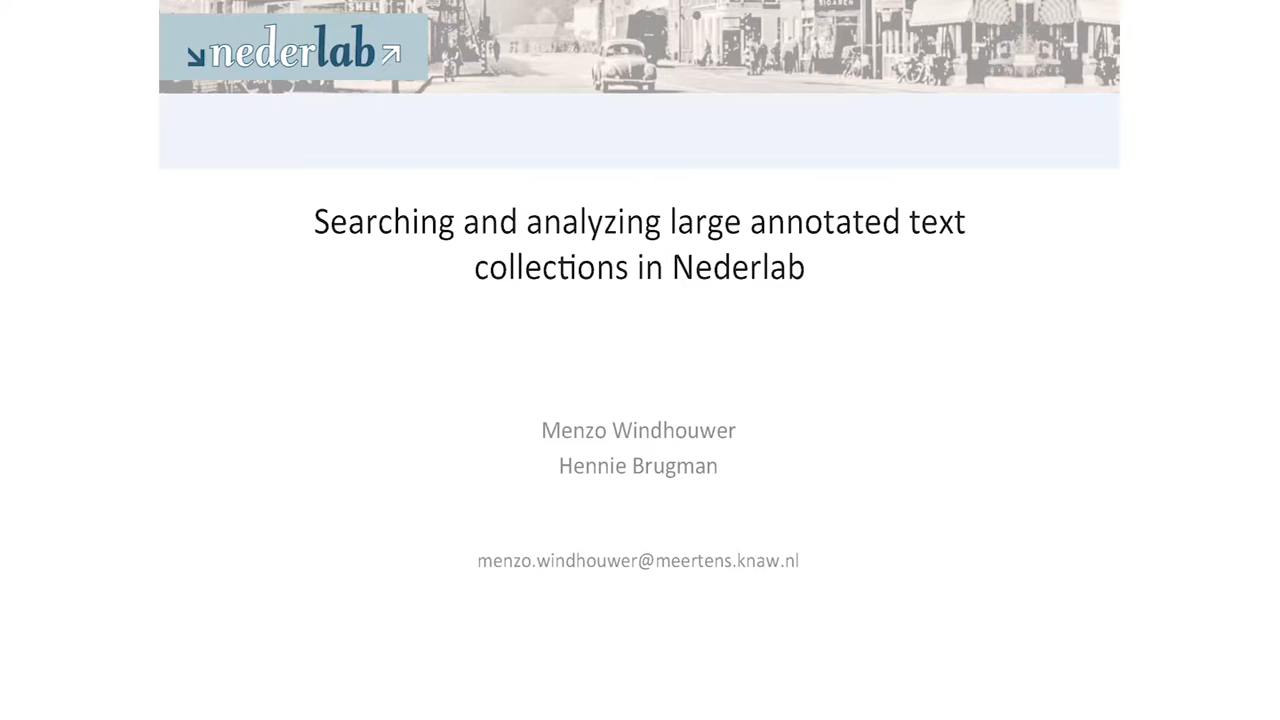 SHELL
nederlab
Searching and analyzing large annotated text
collections in Nederlab
Menzo Windhouwer
Hennie Brugman
menzo.windhouwer@meertens.knaw.nl